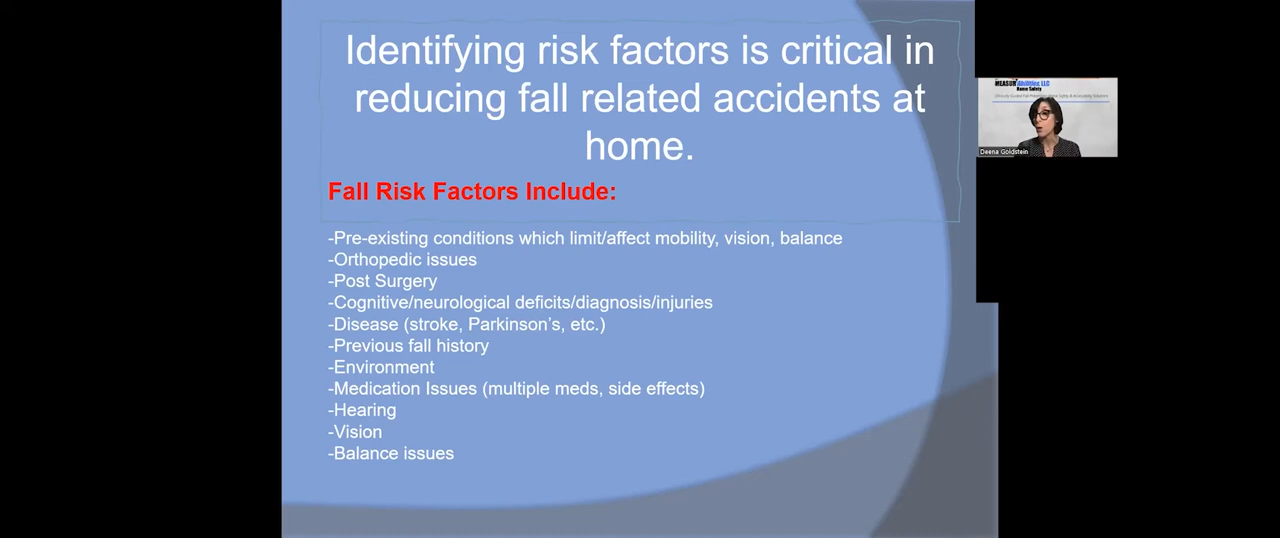 Identifying risk factors is critical in
reducing fall related accidents at
home.
Fall Risk Factors Include:
-Pre-existing conditions which limit/affect mobility, vision, balance
-Orthopedic issues
-Post Surgery
-Cognitive/neurological deficits/diagnosis/injuries
-Disease (stroke, Parkinson’s, etc.)
-Previous fall history
-Environment
-Medication Issues (multiple meds, side effects)
-Hearing
-Vision
-Balance issues
MEASURAbilities, LLC
Home Safety
Deena Goldstein